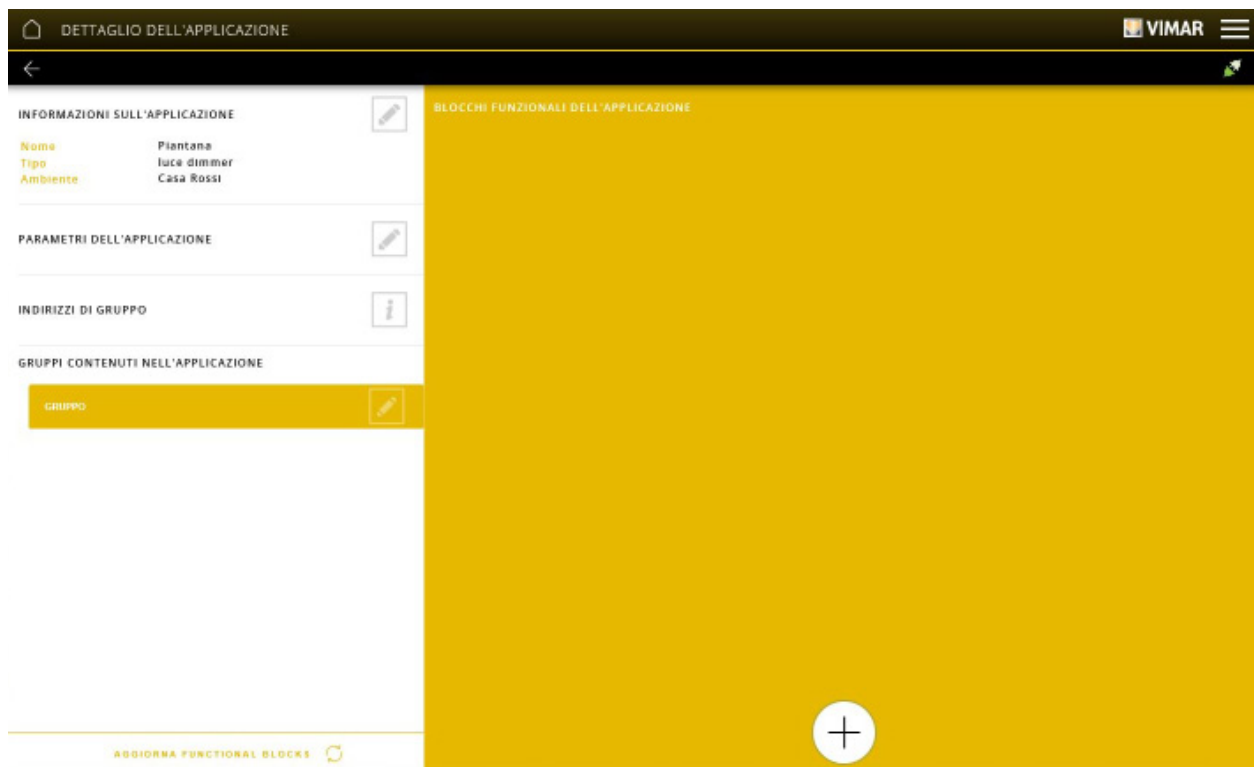 DETTAGLIO DELL'APPLICAZIONE
VIMAR
INFORMAZIONI SULL'APPLICAZIONE
Nome Piantana
Tipo luce dimmer
Ambiente Casa Rossi
PARAMETRI DELL'APPLICAZIONE
INDIRIZZI DI GRUPPO
GRUPPI CONTENUTI NELL'APPLICAZIONE
GRUPPO
AGGIORNA FUNCTIONAL BLOCKS
BLOCCHI FUNZIONALI DELL'APPLICAZIONE